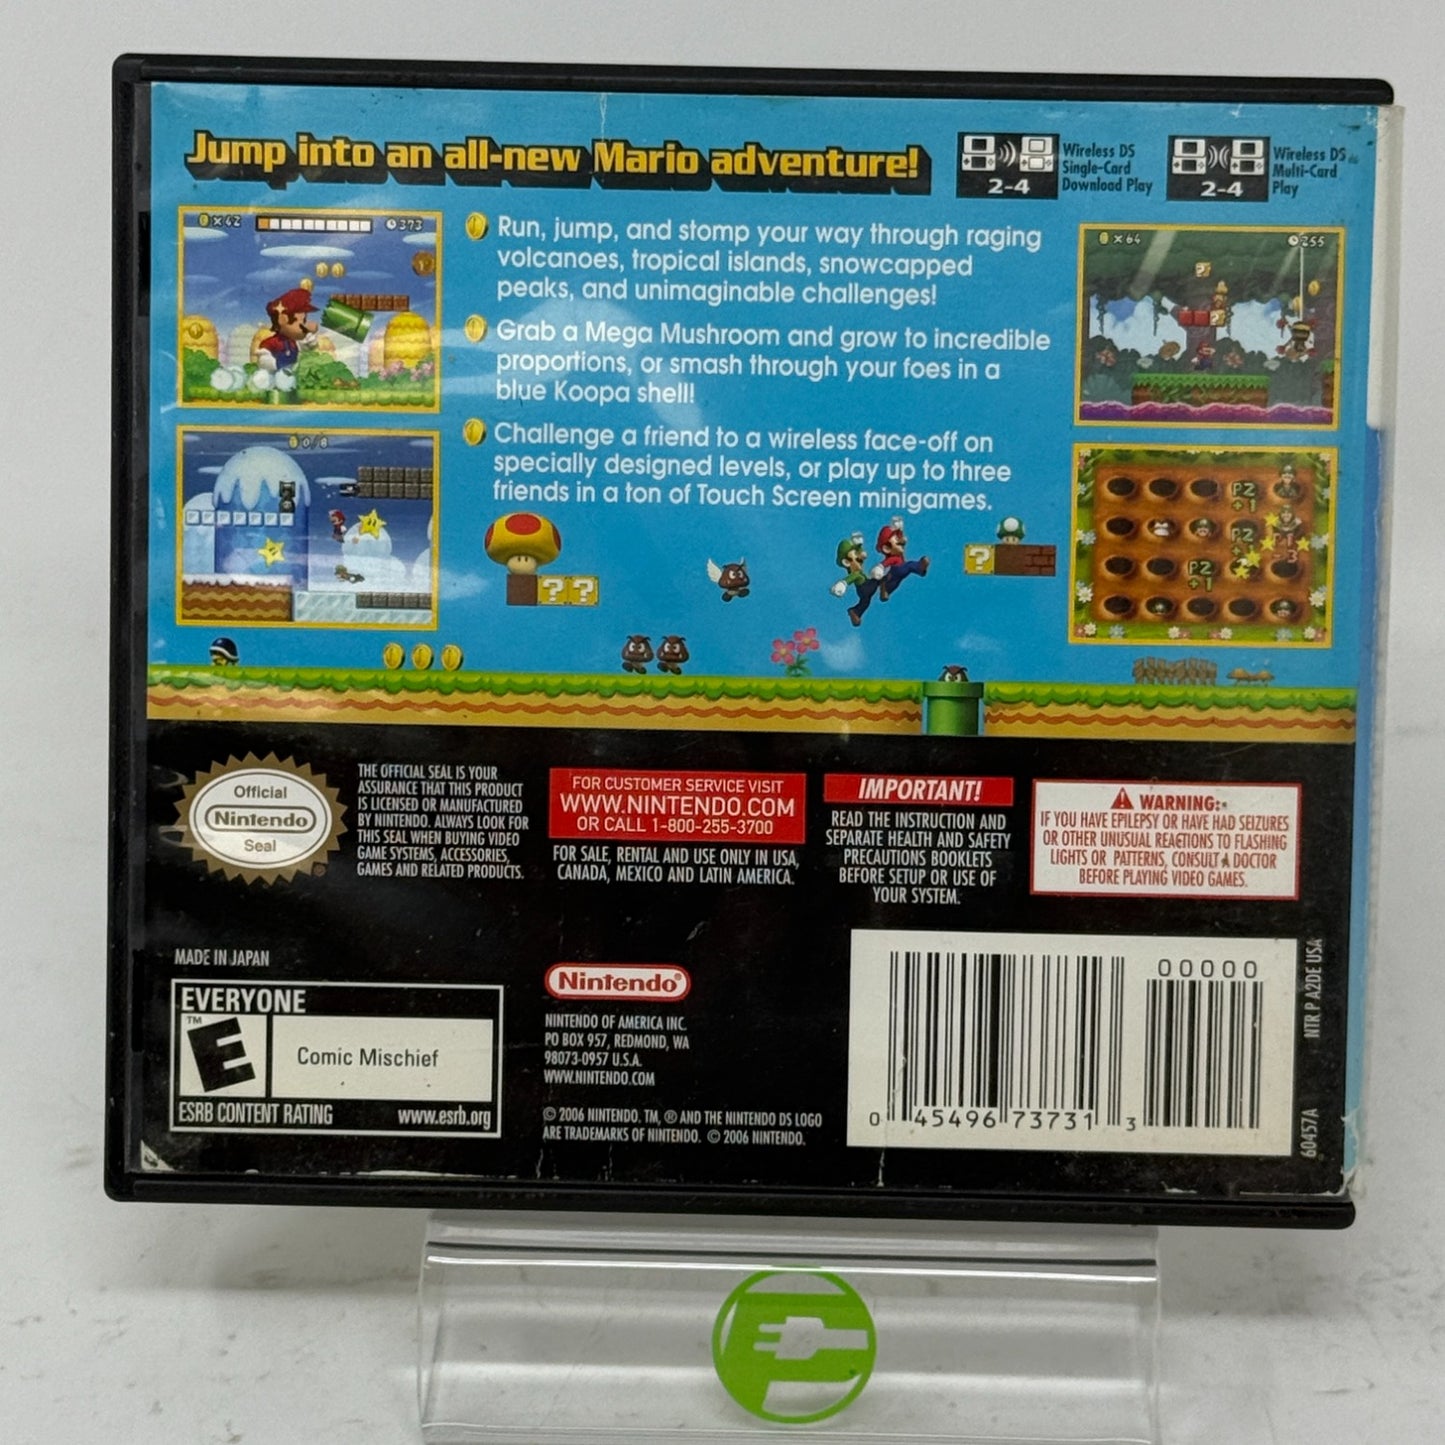 Jump into an all-new Mario adventure!
2-4
Wireless DS
Single-Card
Download Play
2-4
Wireless DS
Multi-Card
Play
×42
373
Run, jump, and stomp your way through raging
volcanoes, tropical islands, snowcapped
peaks, and unimaginable challenges!
Grab a Mega Mushroom and grow to incredible
proportions, or smash through your foes in a
blue Koopa shell!
Challenge a friend to a wireless face-off on
specially designed levels, or play up to three
friends in a ton of Touch Screen minigames.
×64
255
0/8
P2
+1
P2
P2
+1
? ?
?
Official
Nintendo
Seal
THE OFFICIAL SEAL IS YOUR
ASSURANCE THAT THIS PRODUCT
IS LICENSED OR MANUFACTURED
BY NINTENDO. ALWAYS LOOK FOR
THIS SEAL WHEN BUYING VIDEO
GAME SYSTEMS, ACCESSORIES,
GAMES AND RELATED PRODUCTS.
FOR CUSTOMER SERVICE VISIT
WWW.NINTENDO.COM
OR CALL 1-800-255-3700
FOR SALE, RENTAL AND USE ONLY IN USA,
CANADA, MEXICO AND LATIN AMERICA.
IMPORTANT!
READ THE INSTRUCTION AND
SEPARATE HEALTH AND SAFETY
PRECAUTIONS BOOKLETS
BEFORE SETUP OR USE OF
YOUR SYSTEM.
WARNING:
IF YOU HAVE EPILEPSY OR HAVE HAD SEIZURES
OR OTHER UNUSUAL REACTIONS TO FLASHING
LIGHTS OR PATTERNS, CONSULT A DOCTOR
BEFORE PLAYING VIDEO GAMES.
MADE IN JAPAN
EVERYONE
E™
Comic Mischief
ESRB CONTENT RATING www.esrb.org
Nintendo®
NINTENDO OF AMERICA INC.
PO BOX 957, REDMOND, WA
98073-0957 U.S.A.
WWW.NINTENDO.COM
© 2006 NINTENDO. TM, ® AND THE NINTENDO DS LOGO
ARE TRADEMARKS OF NINTENDO. © 2006 NINTENDO.
00000
0 45496 73731 3
NTR P A2DE USA
60457A